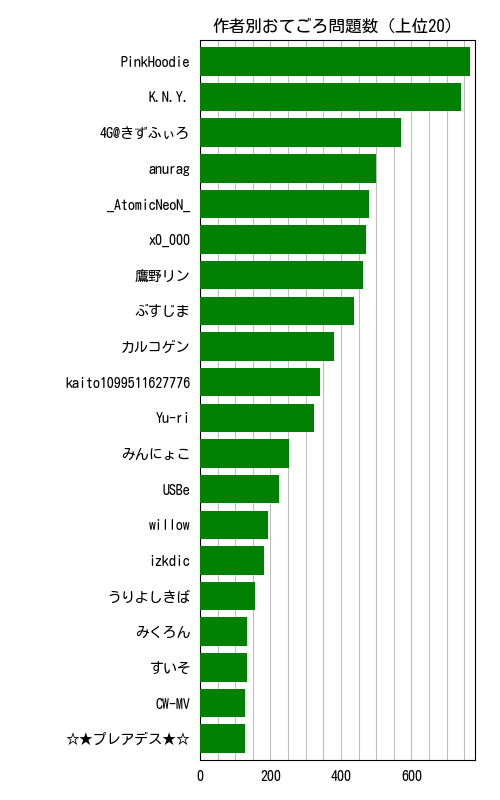 作者別おてごろ問題数 (上位20)
PinkHoodie
K.N.Y.
4G@きずふぃろ
anurag
_AtomicNeoN_
x0_000
鷹野リン
ぶすじま
カルコゲン
kaito1099511627776
Yu-ri
みんにょこ
USBe
willow
izkdic
うりよしきば
みくろん
すいそ
CW-MV
☆★プレアデス★☆
0 200 400 600